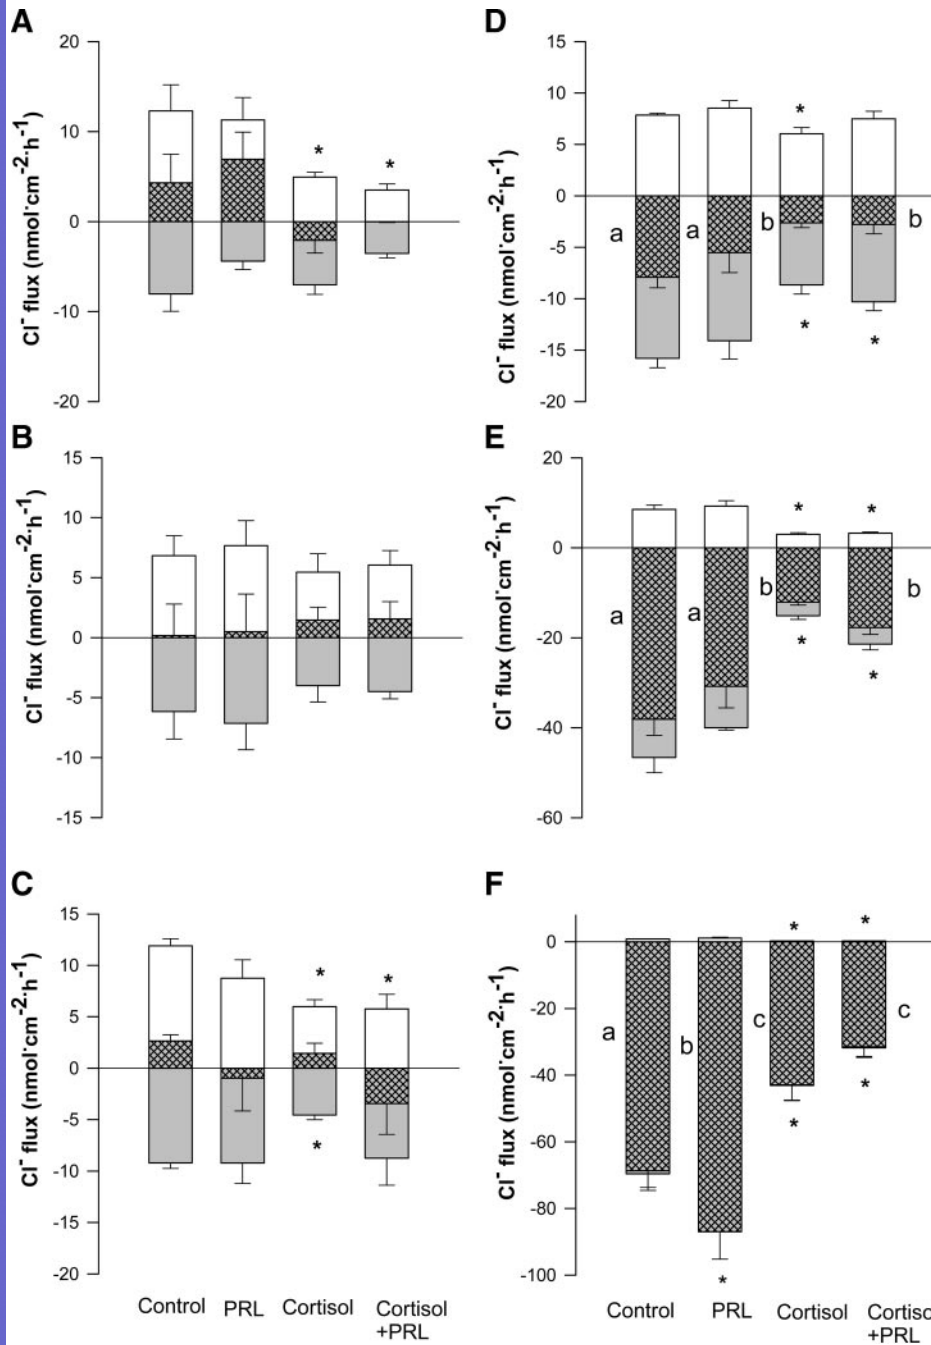 A
Cl⁻ flux (nmol·cm⁻²·h⁻¹)
20
10
0
-10
-20
*
*
B
Cl⁻ flux (nmol·cm⁻²·h⁻¹)
15
10
5
0
-5
-10
-15
C
Cl⁻ flux (nmol·cm⁻²·h⁻¹)
15
10
5
0
-5
-10
-15
-20
*
*
*
Control PRL Cortisol Cortisol
+PRL
D
Cl⁻ flux (nmol·cm⁻²·h⁻¹)
15
10
5
0
-5
-10
-15
-20
*
a a b b
*
*
E
Cl⁻ flux (nmol·cm⁻²·h⁻¹)
20
0
-20
-40
-60
* *
a a b b
*
*
F
Cl⁻ flux (nmol·cm⁻²·h⁻¹)
0
-20
-40
-60
-80
-100
* *
a b c c
*
*
*
Control PRL Cortisol Cortiso
+PRL